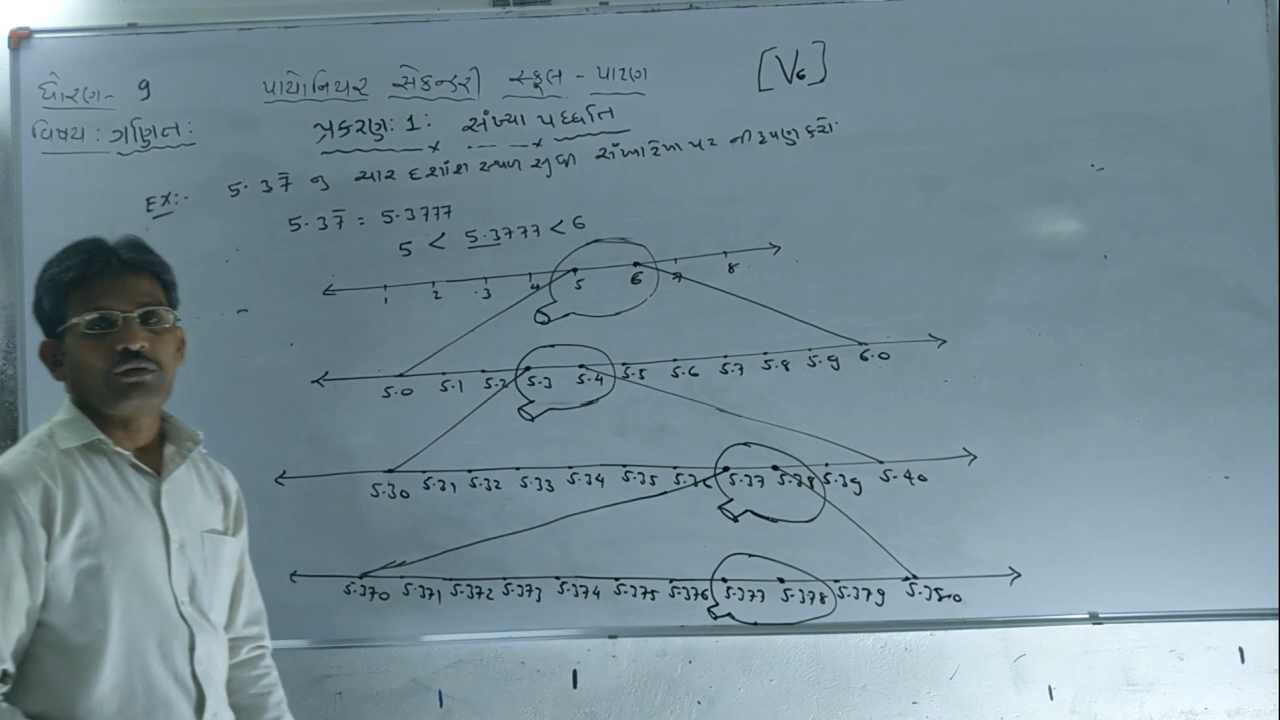 ધોરણ- 9 પાયોનિયર સેકન્ડરી સ્કૂલ - પાટણ [V6]
વિષય: ગણિત: પ્રકરણ: 1: સંખ્યા પધ્ધતિ
Ex:- 5.37̅ નુ ચાર દશાંશ સ્થળ સુધી સંખ્યારેખા પર નીરૂપણ કરો.
5.37̅ = 5.3777
5 < 5.3777 < 6
1 2 3 4 5 6 7 8
5.0 5.1 5.2 5.3 5.4 5.5 5.6 5.7 5.8 5.9 6.0
5.30 5.31 5.32 5.33 5.34 5.35 5.36 5.37 5.38 5.39 5.40
5.370 5.371 5.372 5.373 5.374 5.375 5.376 5.377 5.378 5.379 5.380